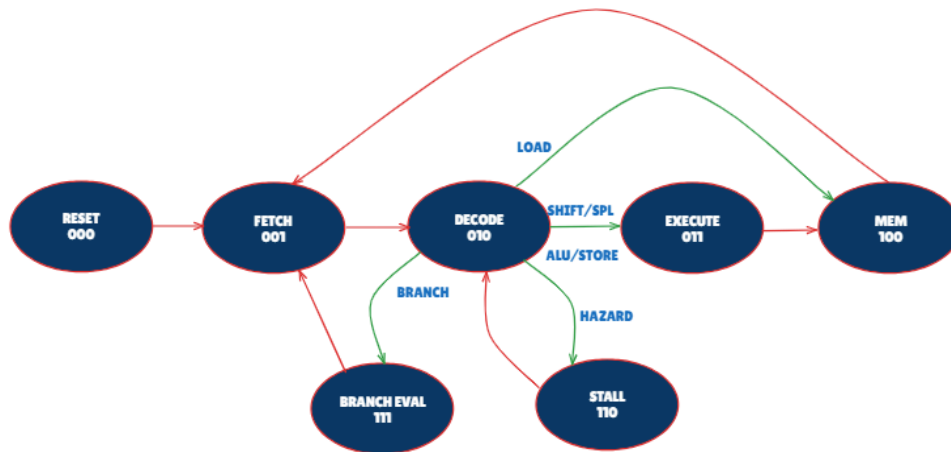 LOAD
RESET
000
FETCH
001
DECODE
010
SHIFT/SPL
ALU/STORE
EXECUTE
011
MEM
100
BRANCH
HAZARD
BRANCH EVAL
111
STALL
110